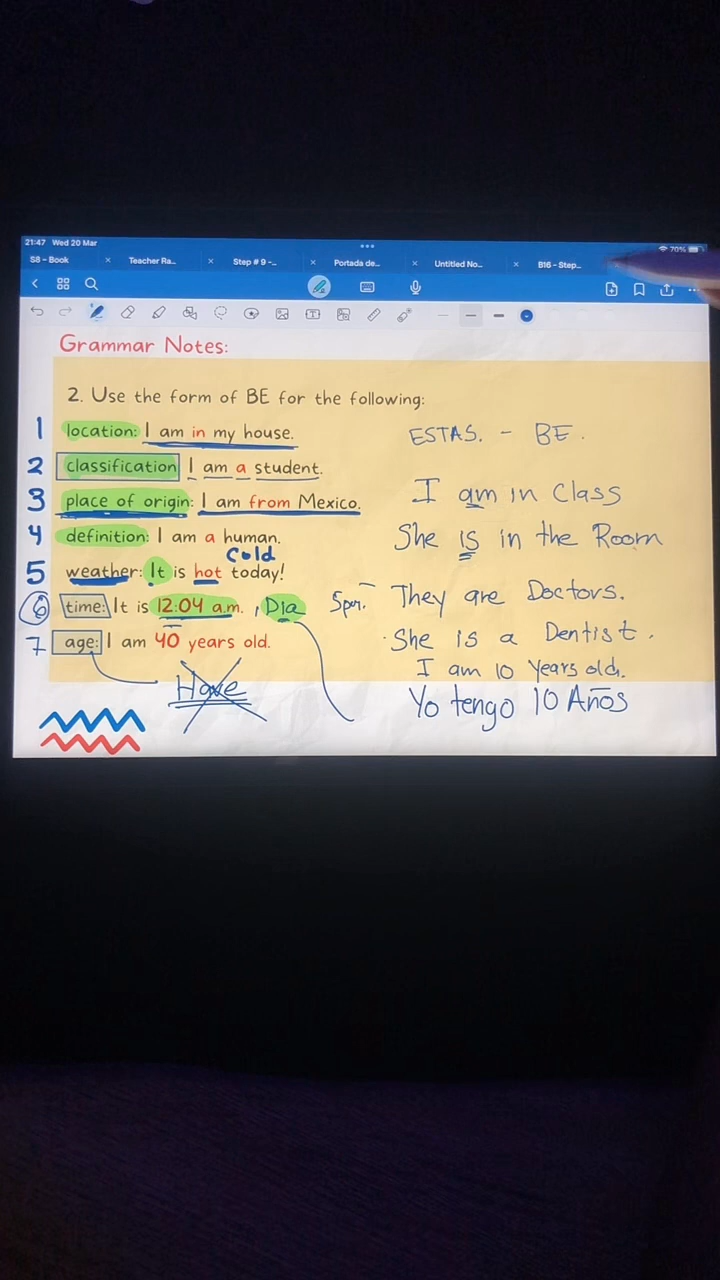 21:47 Wed 20 Mar
70%
S8 - Book
Teacher Ra...
Step # 9 -...
Portada de...
Untitled No...
B16 - Step...
Grammar Notes:
2. Use the form of BE for the following:
1 location: I am in my house.
ESTAS. - BE.
2 classification I am a student.
3 place of origin: I am from Mexico.
I am in Class
4 definition: I am a human.
She is in the Room
Cold
5 weather: It is hot today!
6 time: It is 12:04 a.m. , Dia
They are Doctors.
7 age: I am 40 years old.
She is a Dentist.
I am 10 Years old.
Have
Yo tengo 10 Años